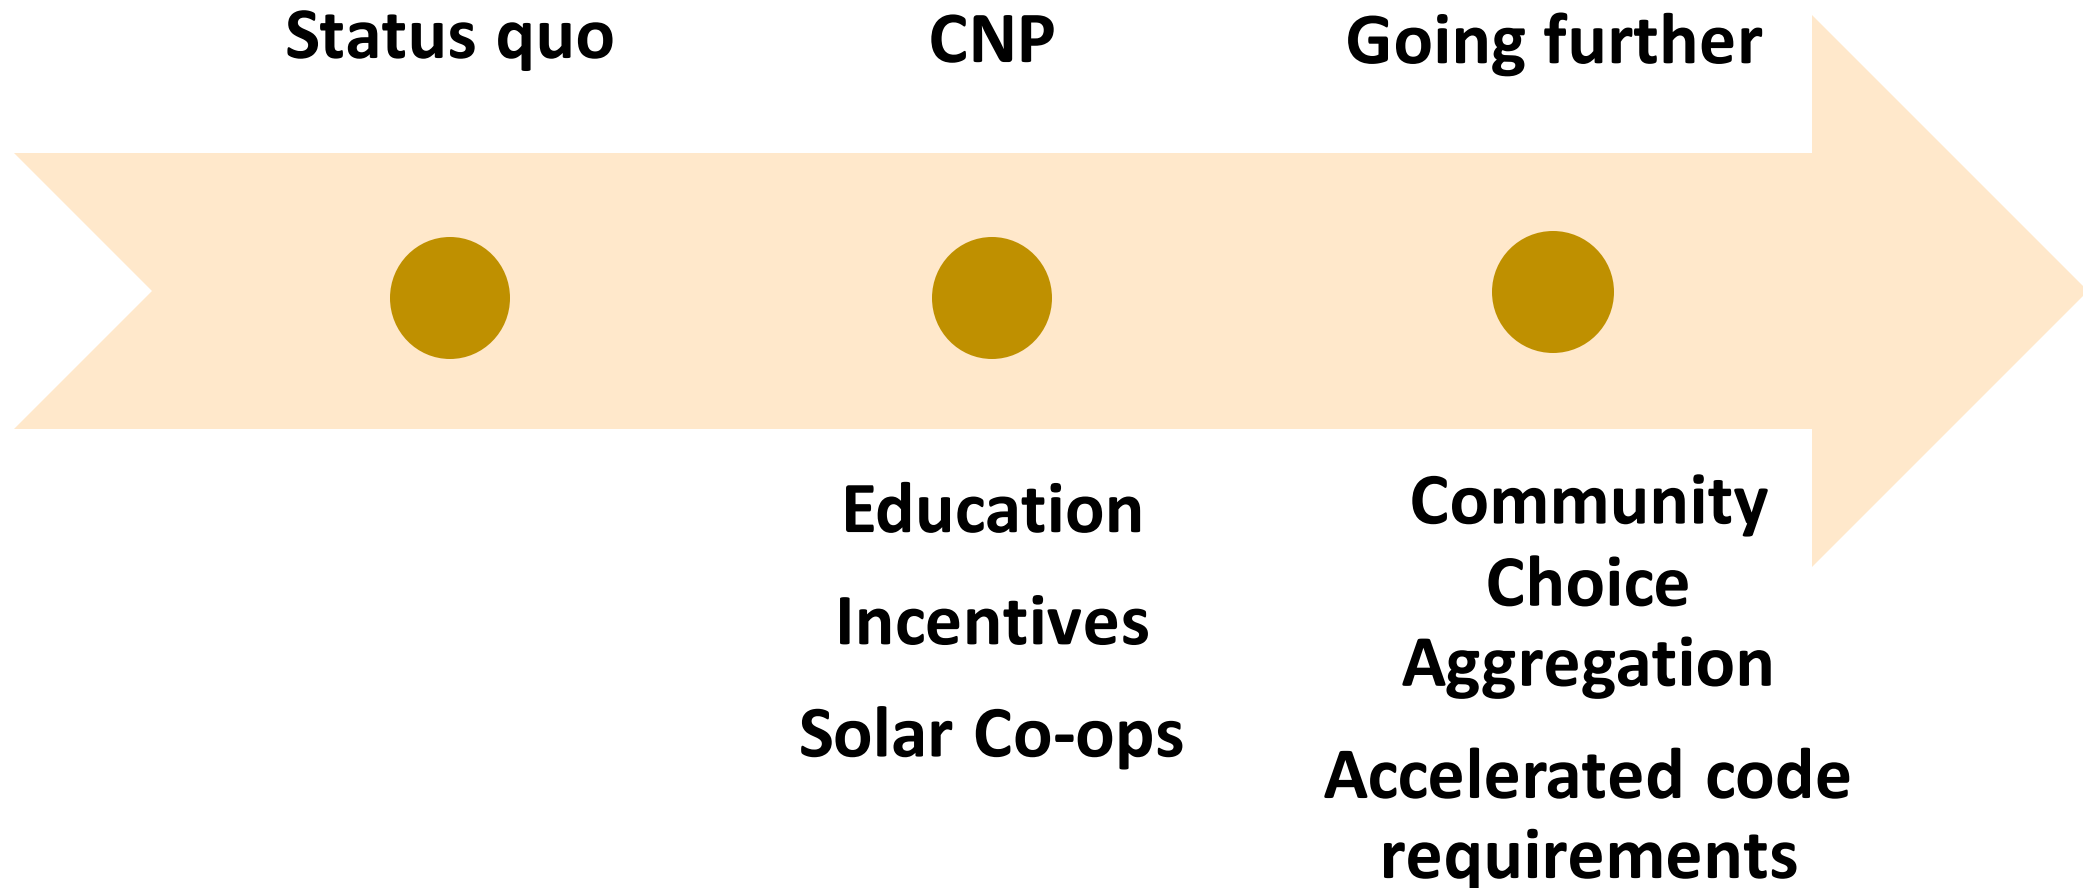 Status quo
CNP
Going further
Education
Incentives
Solar Co-ops
Community
Choice
Aggregation
Accelerated code
requirements